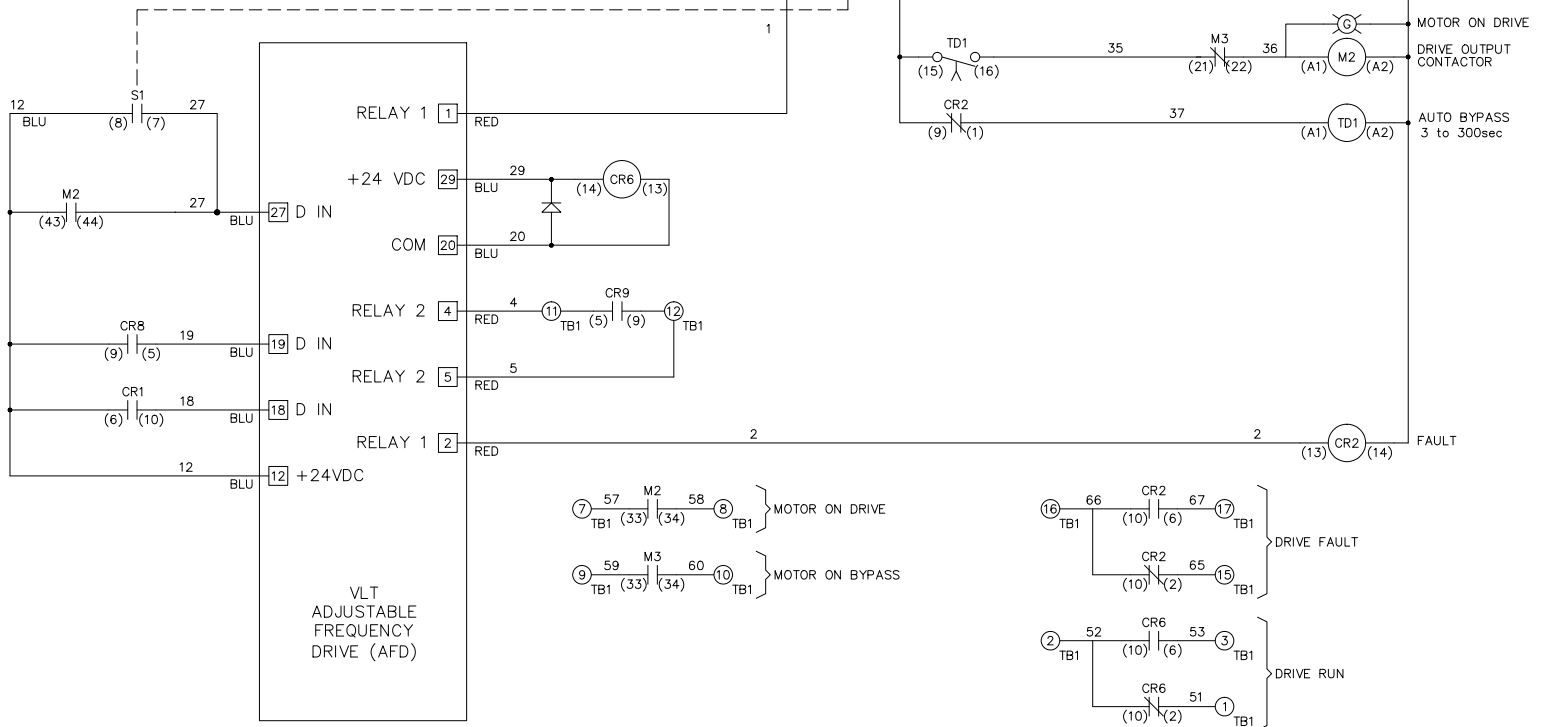 1
MOTOR ON DRIVE
G
TD1
(15) (16)
35
M3
(21) (22)
36
(A1) M2 (A2)
DRIVE OUTPUT
CONTACTOR
CR2
(9) (1)
37
(A1) TD1 (A2)
AUTO BYPASS
3 to 300sec
12
BLU
S1
(8) (7)
27
RELAY 1 1
RED
+24 VDC 29
BLU
29
(14) CR6 (13)
M2
(43) (44)
27
BLU
27 D IN
COM 20
BLU
20
RELAY 2 4
RED
4
11
TB1
CR9
(5) (9)
12
TB1
CR8
(9) (5)
19
BLU
19 D IN
RELAY 2 5
RED
5
CR1
(6) (10)
18
BLU
18 D IN
RELAY 1 2
RED
2
2
(13) CR2 (14)
FAULT
12
BLU
12 +24VDC
7
TB1
57
M2
(33) (34)
58
8
TB1
MOTOR ON DRIVE
9
TB1
59
M3
(33) (34)
60
10
TB1
MOTOR ON BYPASS
16
TB1
66
CR2
(10) (6)
67
17
TB1
CR2
(10) (2)
65
15
TB1
DRIVE FAULT
2
TB1
52
CR6
(10) (6)
53
3
TB1
CR6
(10) (2)
51
1
TB1
DRIVE RUN
VLT
ADJUSTABLE
FREQUENCY
DRIVE (AFD)